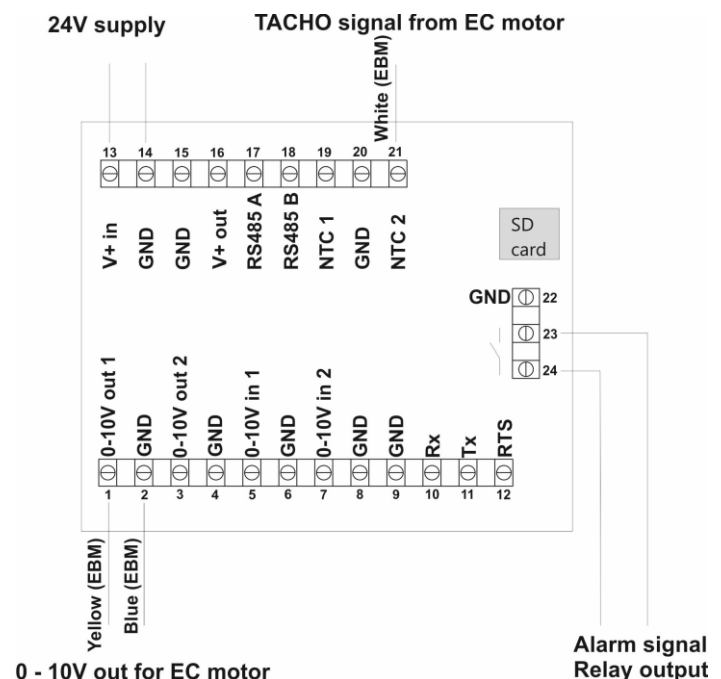 24V supply
TACHO signal from EC motor
White (EBM)
13 14 15 16 17 18 19 20 21
V+ in
GND
GND
V+ out
RS485 A
RS485 B
NTC 1
GND
NTC 2
SD
card
GND 22
23
24
0-10V out 1
GND
0-10V out 2
GND
0-10V in 1
GND
0-10V in 2
GND
GND
Rx
Tx
RTS
1 2 3 4 5 6 7 8 9 10 11 12
Yellow (EBM)
Blue (EBM)
0 - 10V out for EC motor
Alarm signal
Relay output